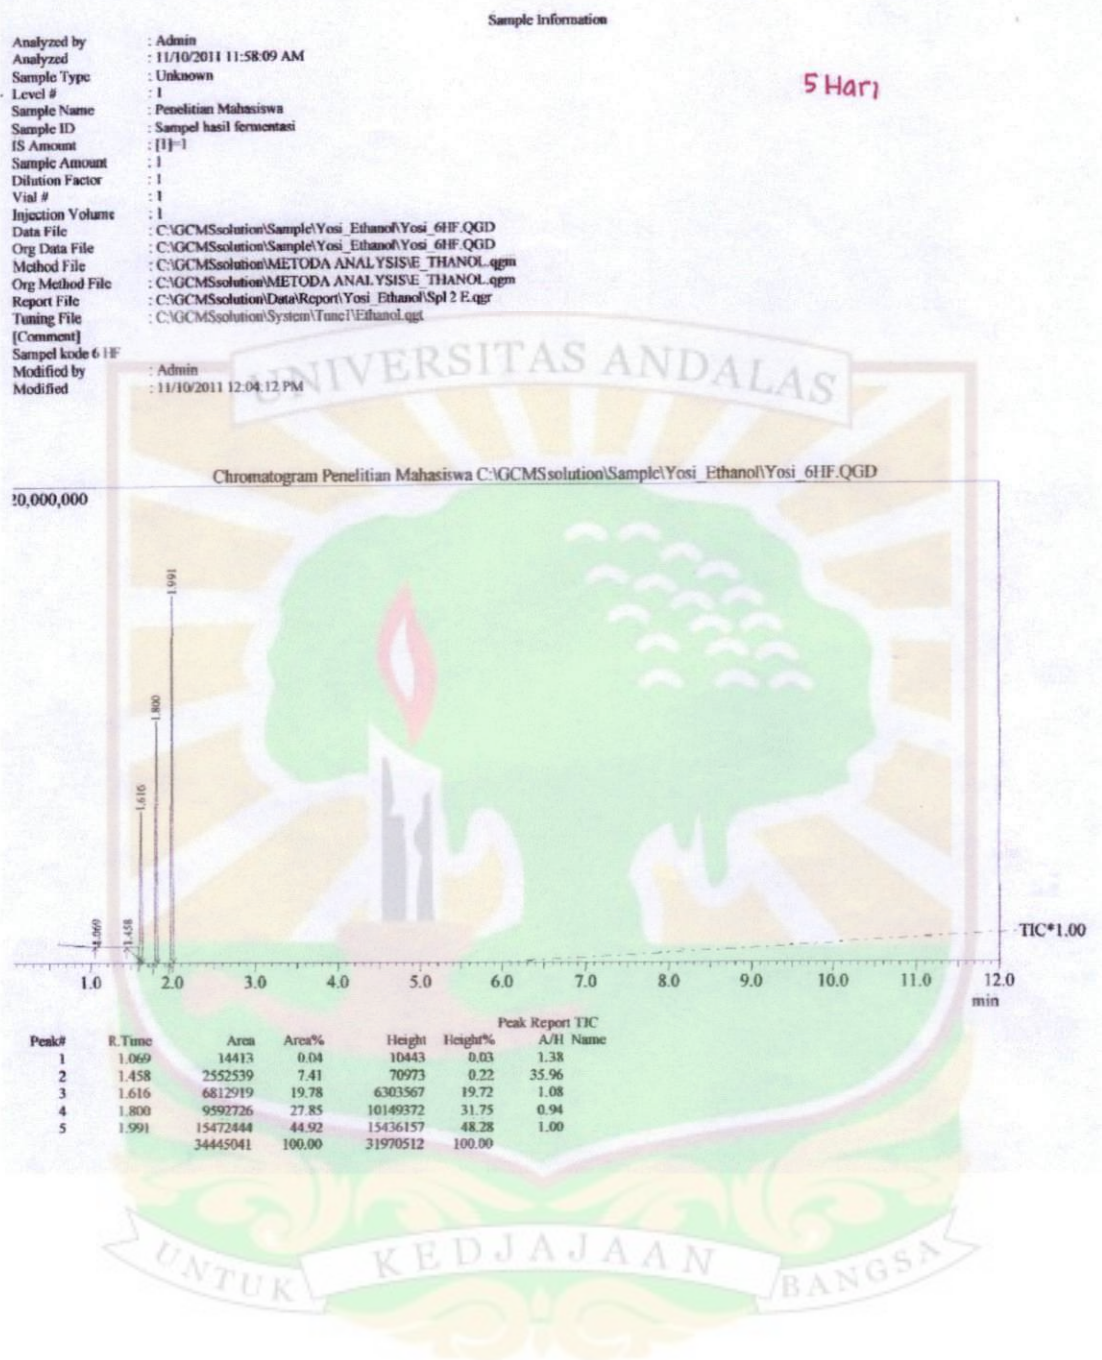 Sample Information
Analyzed by : Admin
Analyzed : 11/10/2011 11:58:09 AM
Sample Type : Unknown
Level # : 1
Sample Name : Penelitian Mahasiswa
Sample ID : Sampel hasil fermentasi
IS Amount : [1]=1
Sample Amount : 1
Dilution Factor : 1
Vial # : 1
Injection Volume : 1
Data File : C:\GCMSsolution\Sample\Yosi_Ethanol\Yosi_6HF.QGD
Org Data File : C:\GCMSsolution\Sample\Yosi_Ethanol\Yosi_6HF.QGD
Method File : C:\GCMSsolution\METODA ANALYSIS\E_THANOL.qgm
Org Method File : C:\GCMSsolution\METODA ANALYSIS\E_THANOL.qgm
Report File : C:\GCMSsolution\Data\Report\Yosi_Ethanol\Spl 2 E.qgr
Tuning File : C:\GCMSsolution\System\Tune1\Ethanol.qgt
[Comment]
Sampel kode 6 HF
Modified by : Admin
Modified : 11/10/2011 12:04:12 PM
5 Hari
UNIVERSITAS ANDALAS
Chromatogram Penelitian Mahasiswa C:\GCMSsolution\Sample\Yosi_Ethanol\Yosi_6HF.QGD
20,000,000
1.069
1.458
1.616
1.800
1.991
TIC*1.00
1.0 2.0 3.0 4.0 5.0 6.0 7.0 8.0 9.0 10.0 11.0 12.0
min
Peak Report TIC
Peak# R.Time Area Area% Height Height% A/H Name
1 1.069 14413 0.04 10443 0.03 1.38
2 1.458 2552539 7.41 70973 0.22 35.96
3 1.616 6812919 19.78 6303567 19.72 1.08
4 1.800 9592726 27.85 10149372 31.75 0.94
5 1.991 15472444 44.92 15436157 48.28 1.00
34445041 100.00 31970512 100.00
UNTUK KEDJAJAAN BANGSA